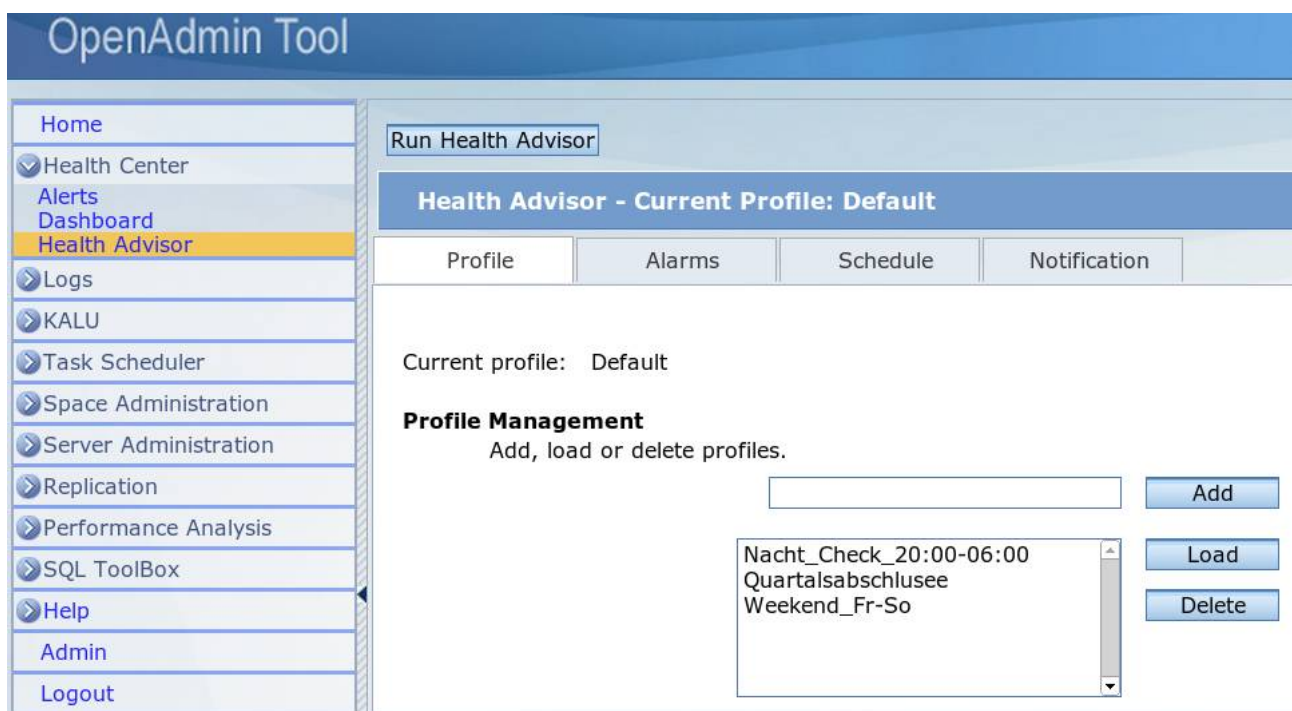 OpenAdmin Tool
Home
Health Center
Alerts
Dashboard
Health Advisor
Logs
KALU
Task Scheduler
Space Administration
Server Administration
Replication
Performance Analysis
SQL ToolBox
Help
Admin
Logout
Run Health Advisor
Health Advisor - Current Profile: Default
Profile Alarms Schedule Notification
Current profile: Default
Profile Management
Add, load or delete profiles.
Add
Nacht_Check_20:00-06:00
Quartalsabschlusee
Weekend_Fr-So
Load
Delete